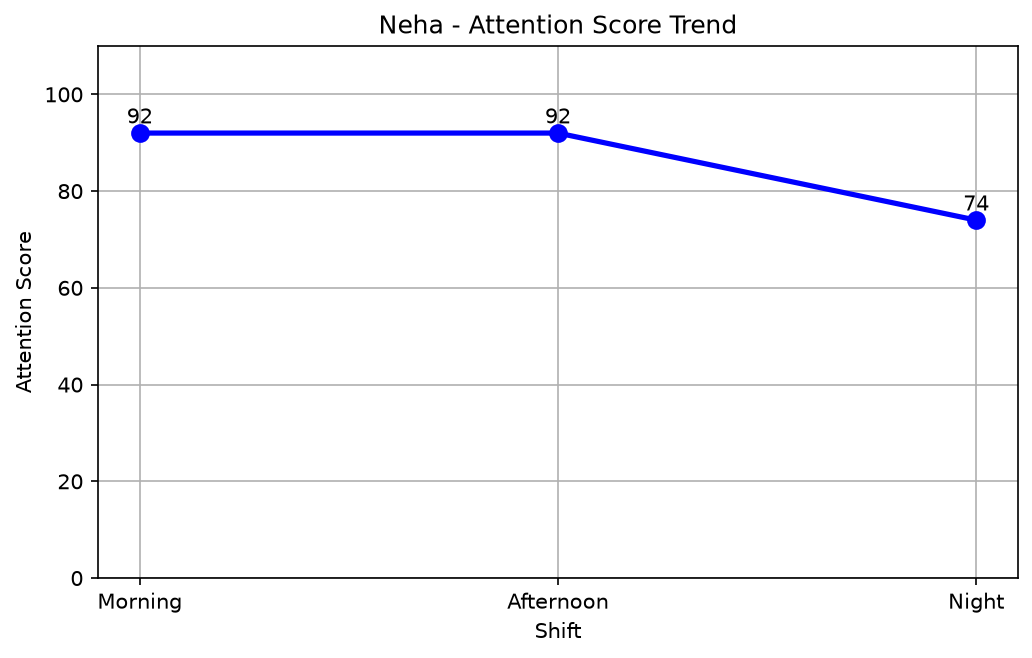 Neha - Attention Score Trend
Attention Score
100
80
60
40
20
0
92
92
74
Morning
Afternoon
Night
Shift